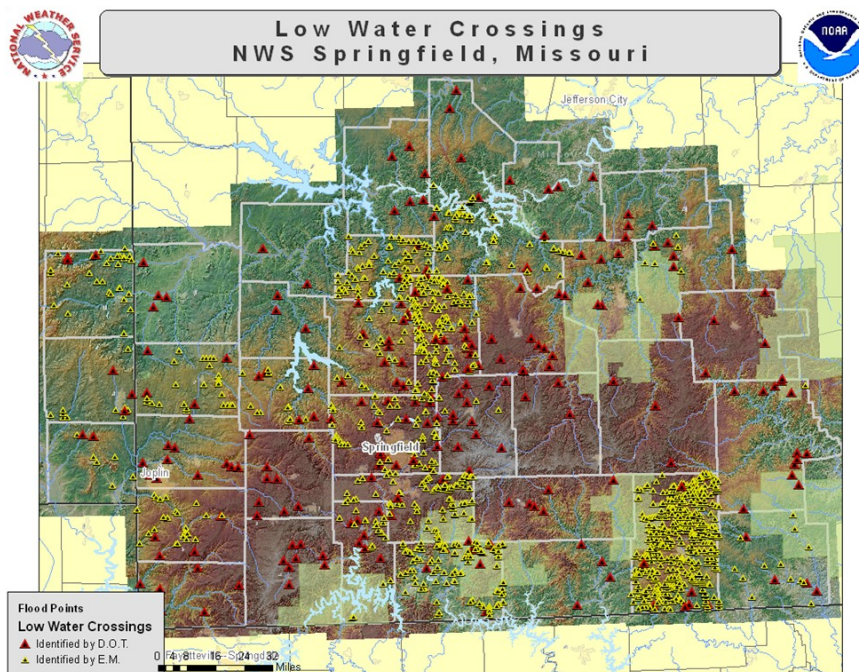 Low Water Crossings
NWS Springfield, Missouri
NATIONAL WEATHER SERVICE
NOAA
Jefferson City
Springfield
Joplin
Flood Points
Low Water Crossings
Identified by D.O.T.
Identified by E.M.
0 4 8 16 24 32
Miles